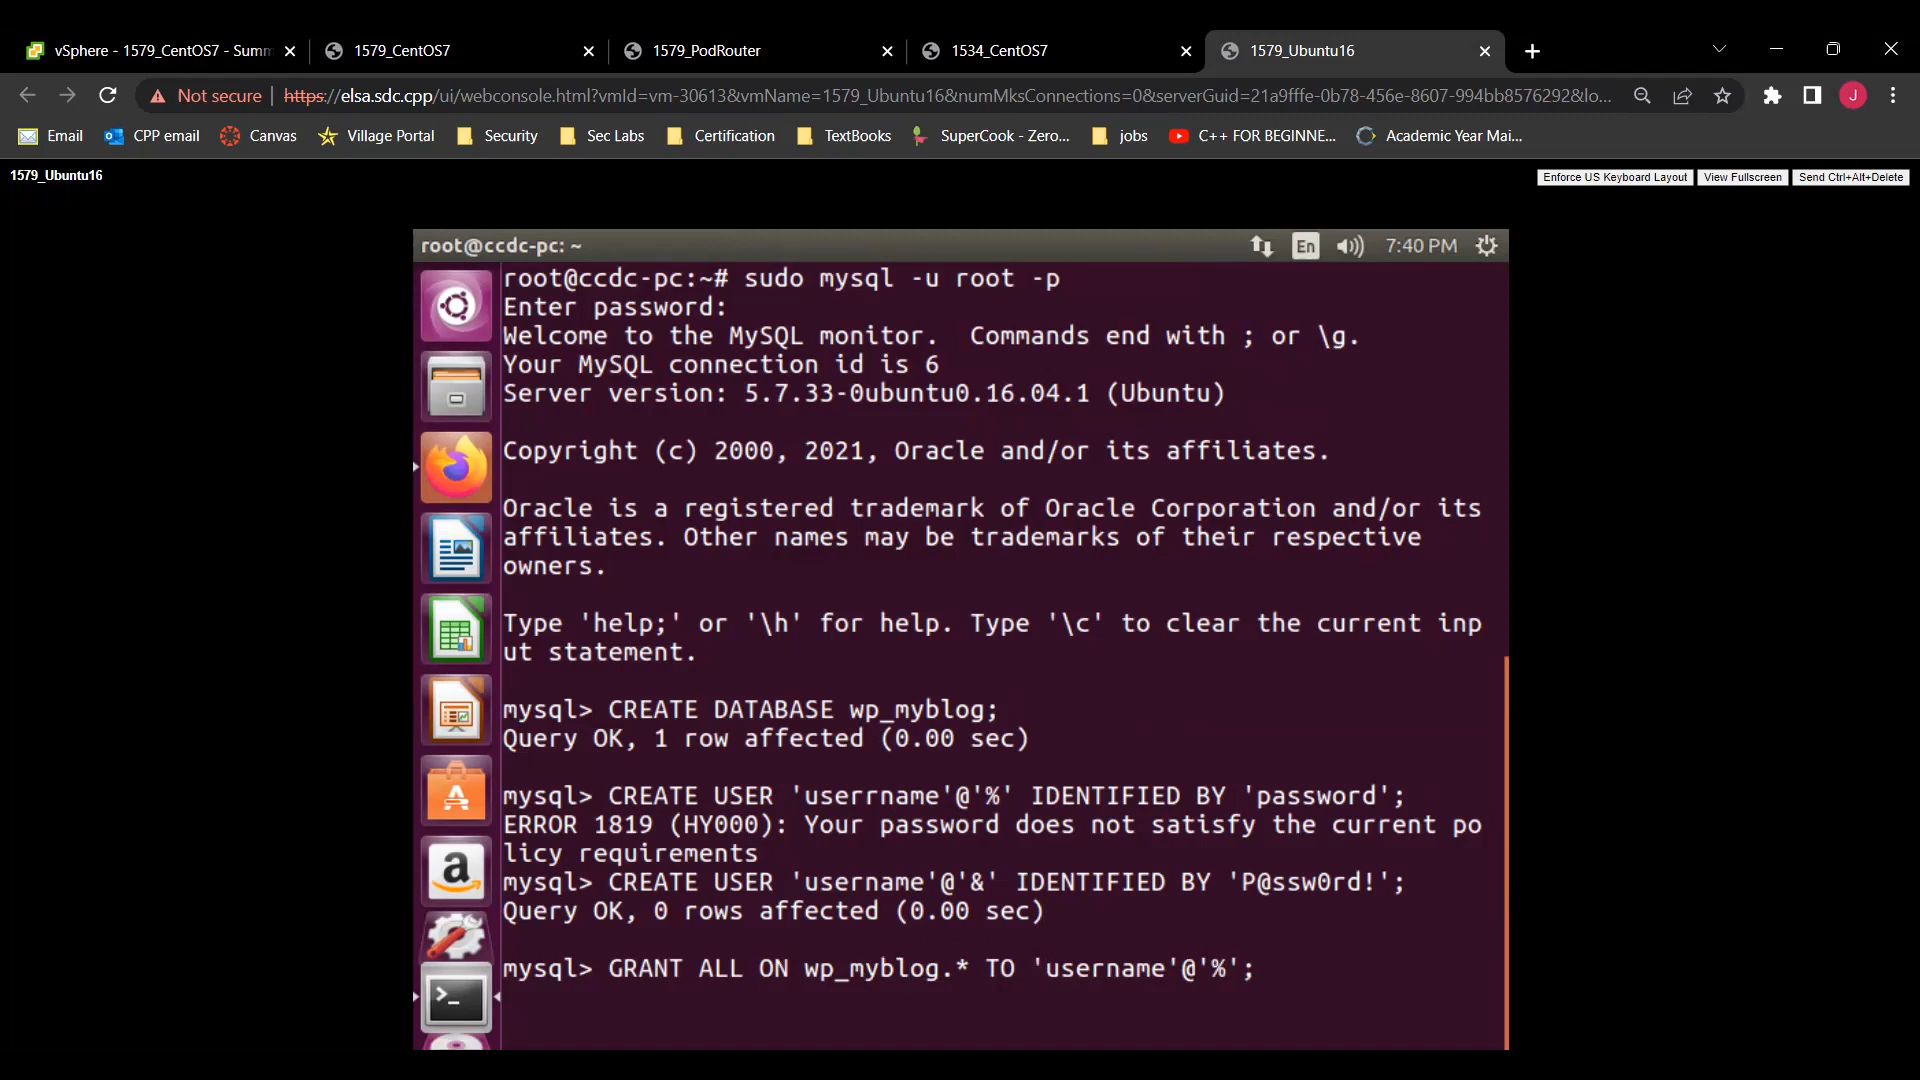 vSphere - 1579_CentOS7 - Summ
1579_CentOS7
1579_PodRouter
1534_CentOS7
1579_Ubuntu16
Not secure
https://elsa.sdc.cpp/ui/webconsole.html?vmId=vm-30613&vmName=1579_Ubuntu16&numMksConnections=0&serverGuid=21a9fffe-0b78-456e-8607-994bb8576292&lo...
J
Email
CPP email
Canvas
Village Portal
Security
Sec Labs
Certification
TextBooks
SuperCook - Zero...
jobs
C++ FOR BEGINNE...
Academic Year Mai...
1579_Ubuntu16
Enforce US Keyboard Layout
View Fullscreen
Send Ctrl+Alt+Delete
root@ccdc-pc: ~
En
7:40 PM
root@ccdc-pc:~# sudo mysql -u root -p
Enter password:
Welcome to the MySQL monitor.  Commands end with ; or \g.
Your MySQL connection id is 6
Server version: 5.7.33-0ubuntu0.16.04.1 (Ubuntu)
Copyright (c) 2000, 2021, Oracle and/or its affiliates.
Oracle is a registered trademark of Oracle Corporation and/or its
affiliates. Other names may be trademarks of their respective
owners.
Type 'help;' or '\h' for help. Type '\c' to clear the current inp
ut statement.
mysql> CREATE DATABASE wp_myblog;
Query OK, 1 row affected (0.00 sec)
mysql> CREATE USER 'userrname'@'%' IDENTIFIED BY 'password';
ERROR 1819 (HY000): Your password does not satisfy the current po
licy requirements
mysql> CREATE USER 'username'@'&' IDENTIFIED BY 'P@ssw0rd!';
Query OK, 0 rows affected (0.00 sec)
mysql> GRANT ALL ON wp_myblog.* TO 'username'@'%';